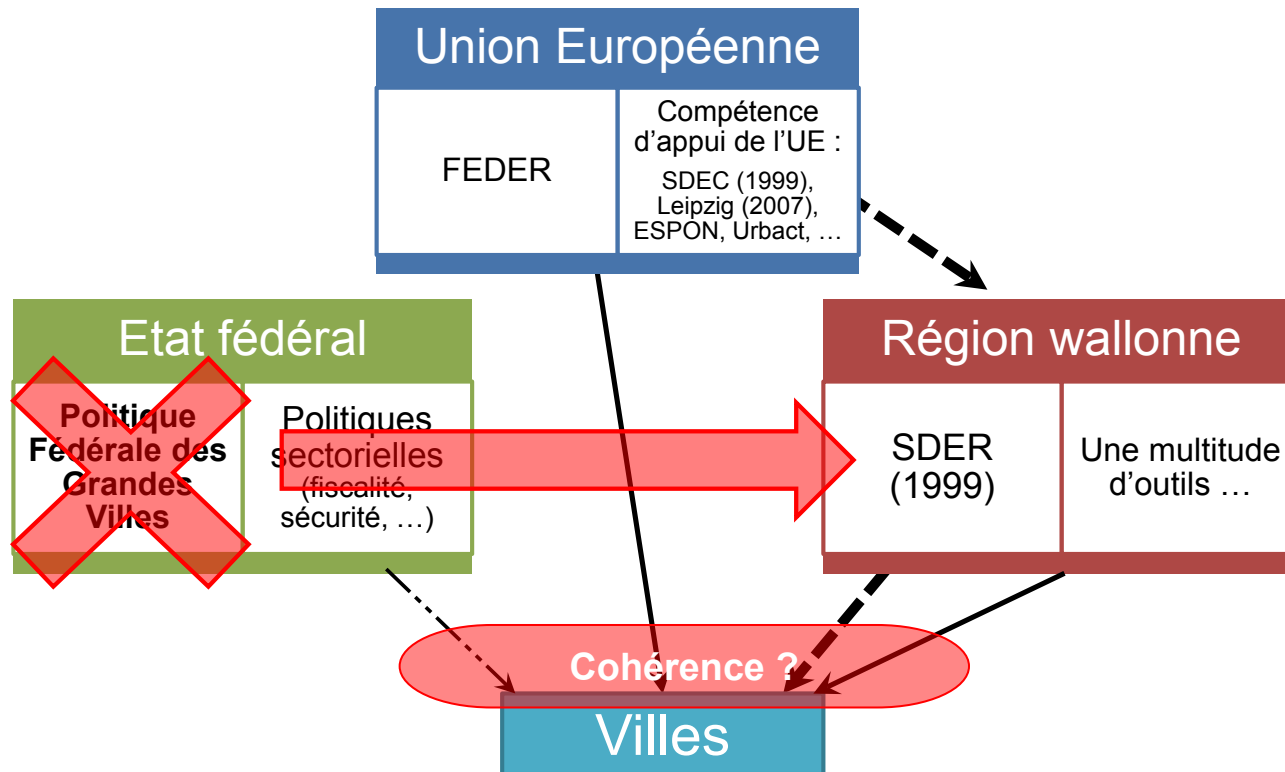 Union Européenne
FEDER
Compétence
d'appui de l'UE :
SDEC (1999),
Leipzig (2007),
ESPON, Urbact, …
Etat fédéral
Politique
Fédérale des
Grandes
Villes
Politiques
sectorielles
(fiscalité,
sécurité, …)
Région wallonne
SDER
(1999)
Une multitude
d'outils …
Cohérence ?
Villes